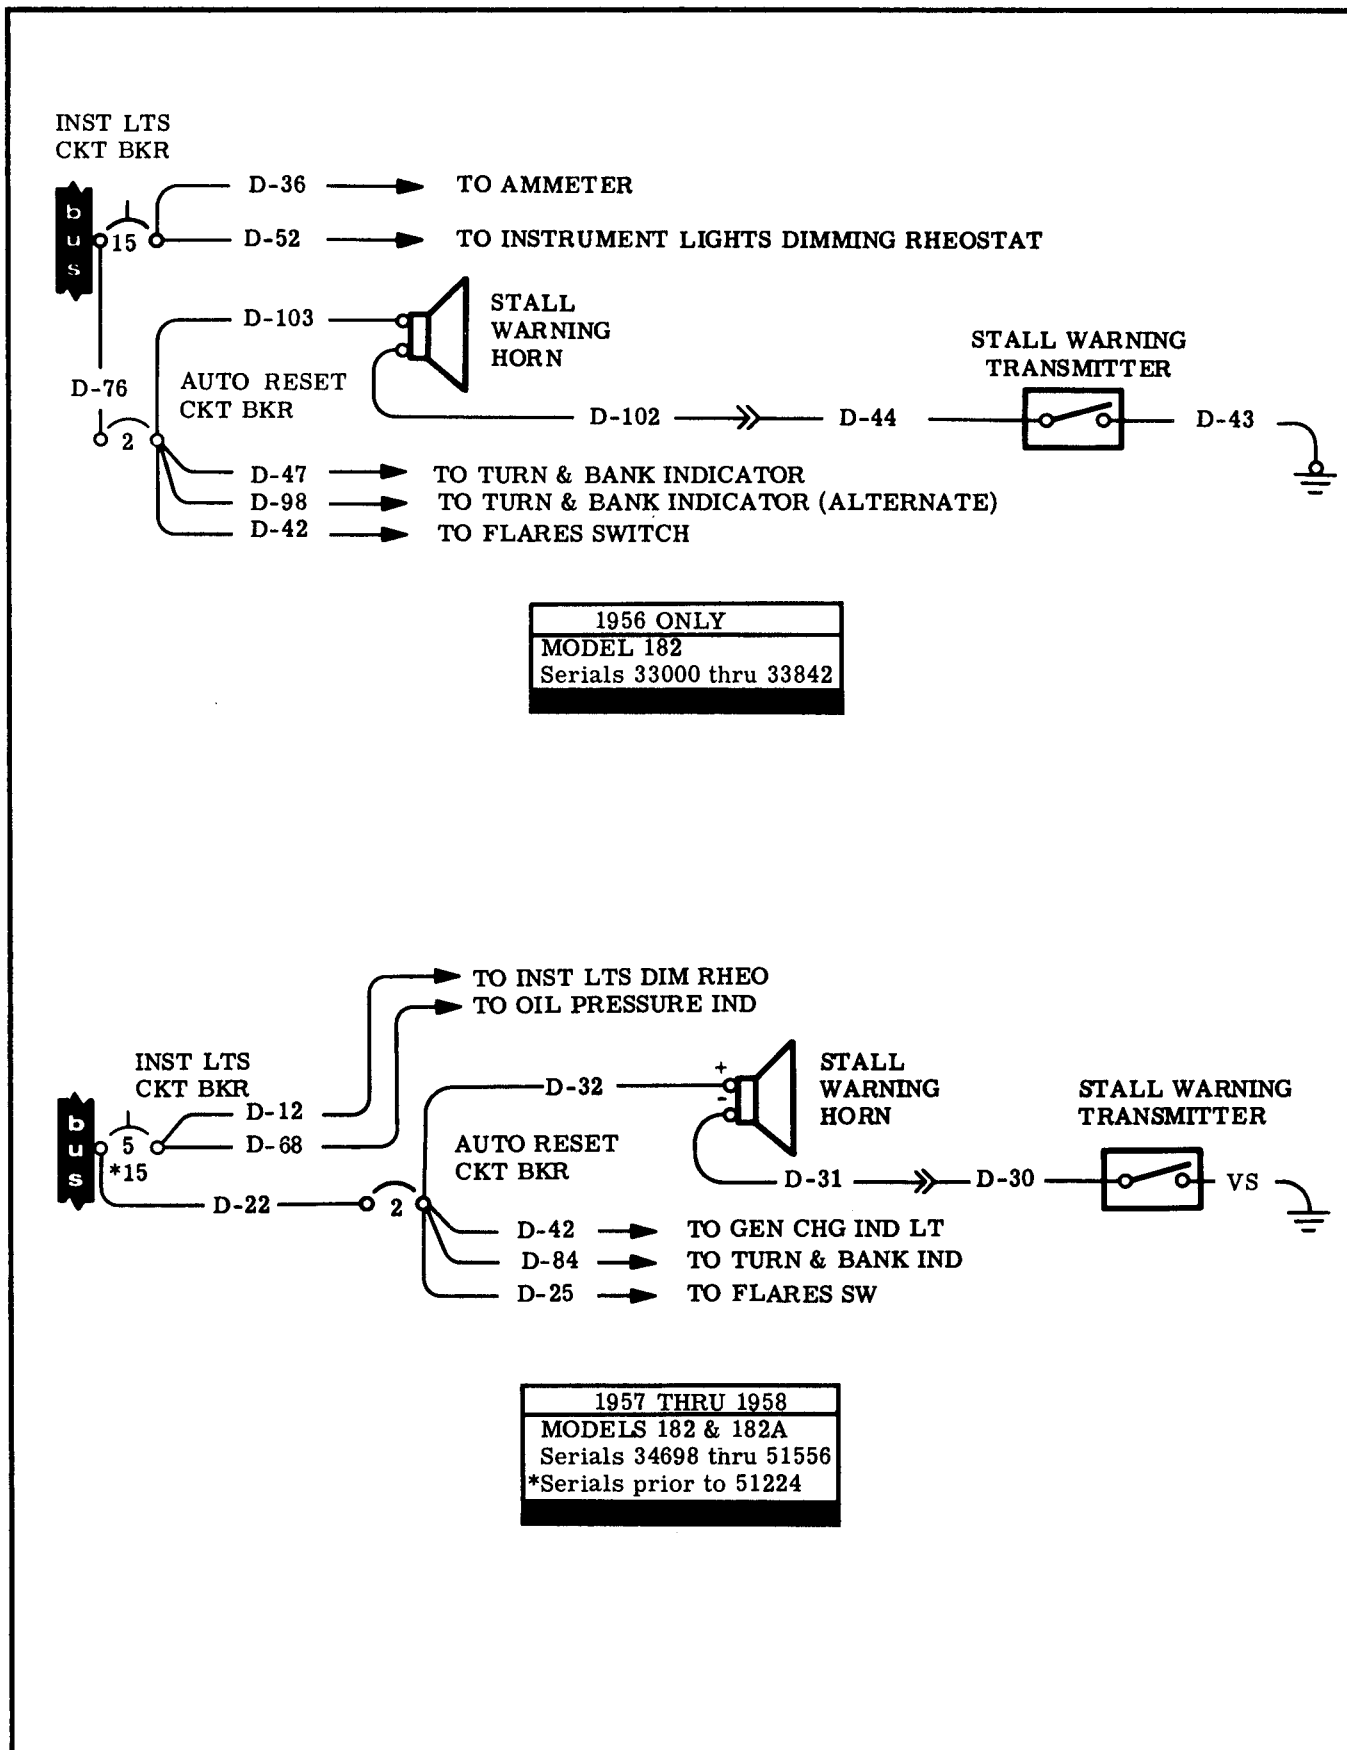 INST LTS
CKT BKR
bus
15
D-36
TO AMMETER
D-52
TO INSTRUMENT LIGHTS DIMMING RHEOSTAT
D-103
STALL
WARNING
HORN
D-76
AUTO RESET
CKT BKR
2
D-102
D-44
STALL WARNING
TRANSMITTER
D-43
D-47
TO TURN & BANK INDICATOR
D-98
TO TURN & BANK INDICATOR (ALTERNATE)
D-42
TO FLARES SWITCH
1956 ONLY
MODEL 182
Serials 33000 thru 33842
TO INST LTS DIM RHEO
TO OIL PRESSURE IND
INST LTS
CKT BKR
bus
5
*15
D-12
D-68
D-22
AUTO RESET
CKT BKR
2
D-32
+
-
STALL
WARNING
HORN
D-31
D-30
STALL WARNING
TRANSMITTER
VS
D-42
TO GEN CHG IND LT
D-84
TO TURN & BANK IND
D-25
TO FLARES SW
1957 THRU 1958
MODELS 182 & 182A
Serials 34698 thru 51556
*Serials prior to 51224